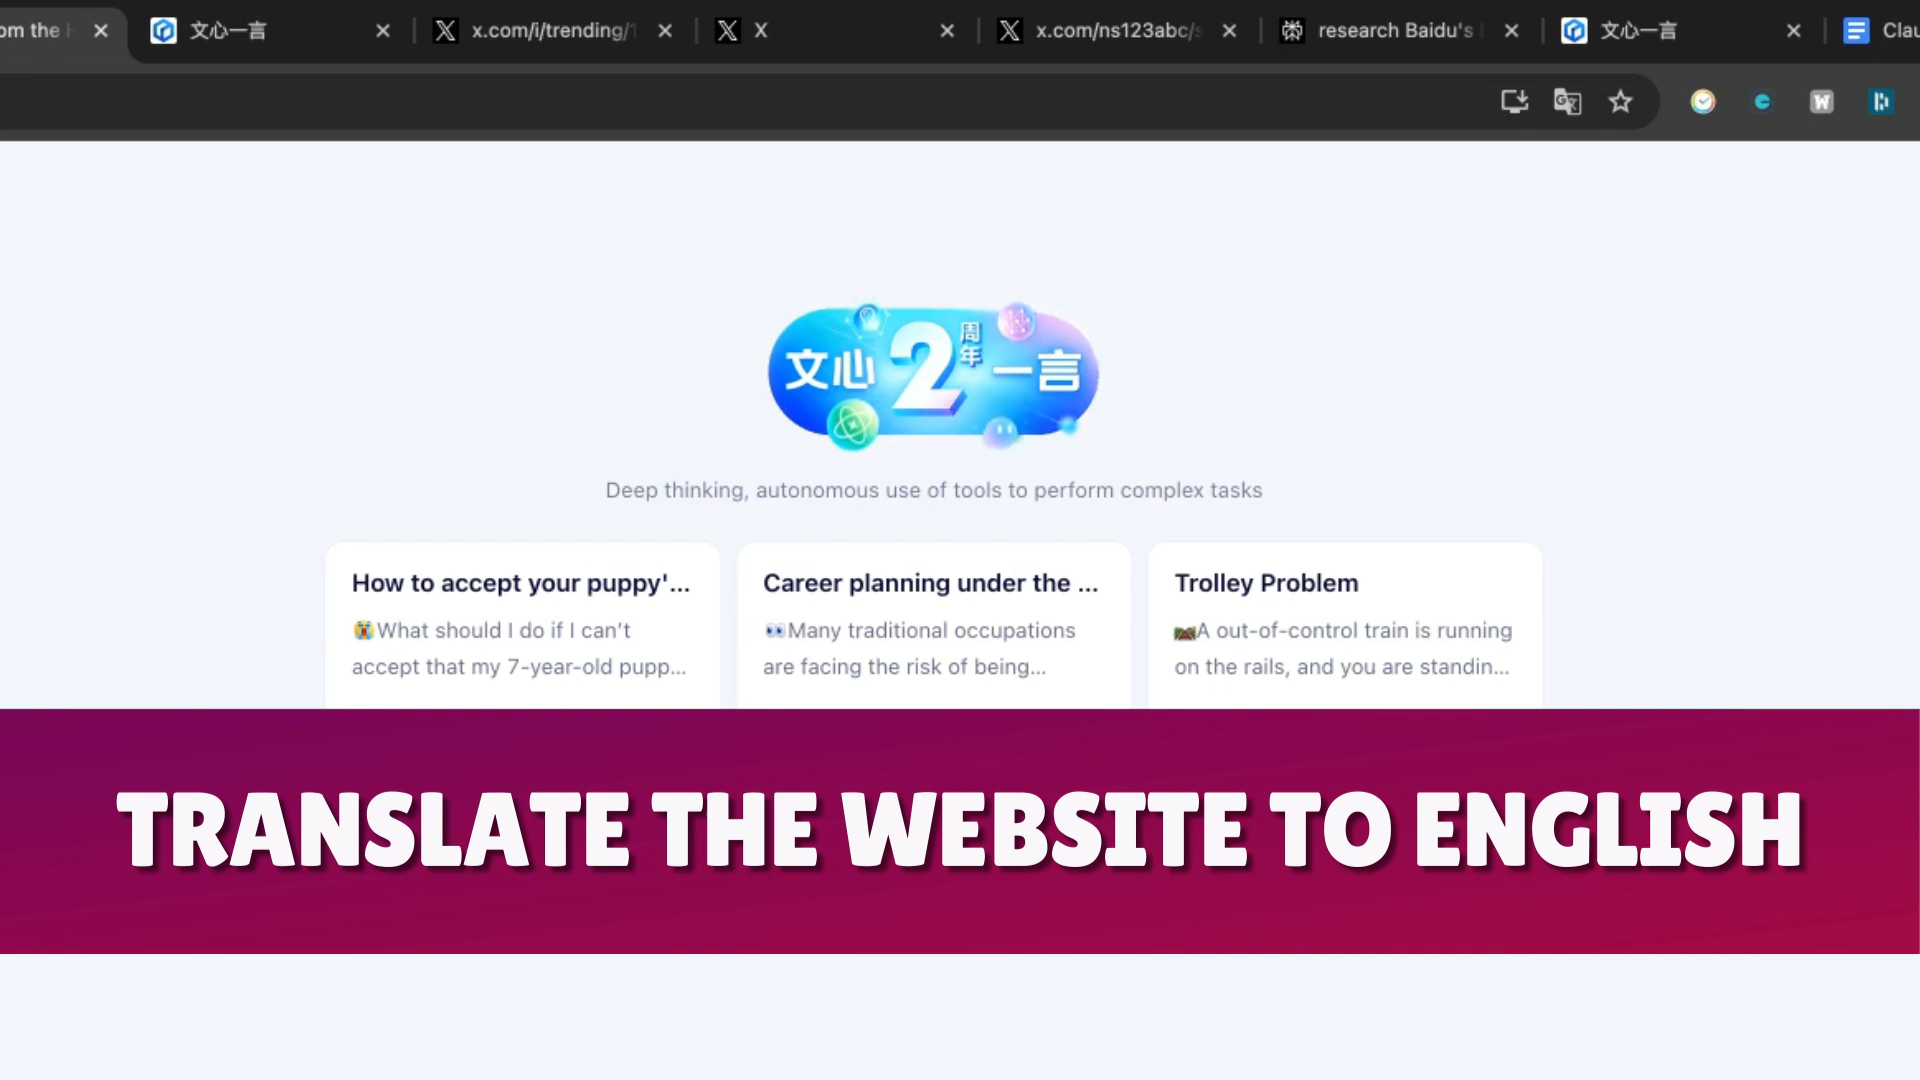 om the
文心一言
x.com/i/trending/
X
x.com/ns123abc/s
research Baidu's
文心一言
Clau
文心2周年一言
Deep thinking, autonomous use of tools to perform complex tasks
How to accept your puppy'...
😭What should I do if I can't
accept that my 7-year-old pupp...
Career planning under the ...
👀Many traditional occupations
are facing the risk of being...
Trolley Problem
🛤️A out-of-control train is running
on the rails, and you are standin...
TRANSLATE THE WEBSITE TO ENGLISH